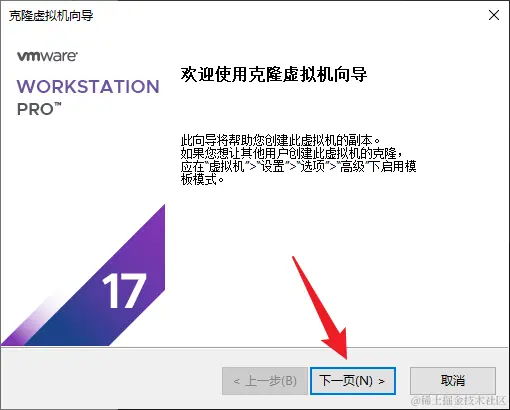 克隆虚拟机向导
vmware
WORKSTATION
PRO™
17
欢迎使用克隆虚拟机向导
此向导将帮助您创建此虚拟机的副本。
如果您想让其他用户创建此虚拟机的克隆，
应在“虚拟机”>“设置”>“选项”>“高级”下启用模
板模式。
< 上一步(B)
下一页(N) >
取消
@稀土掘金技术社区